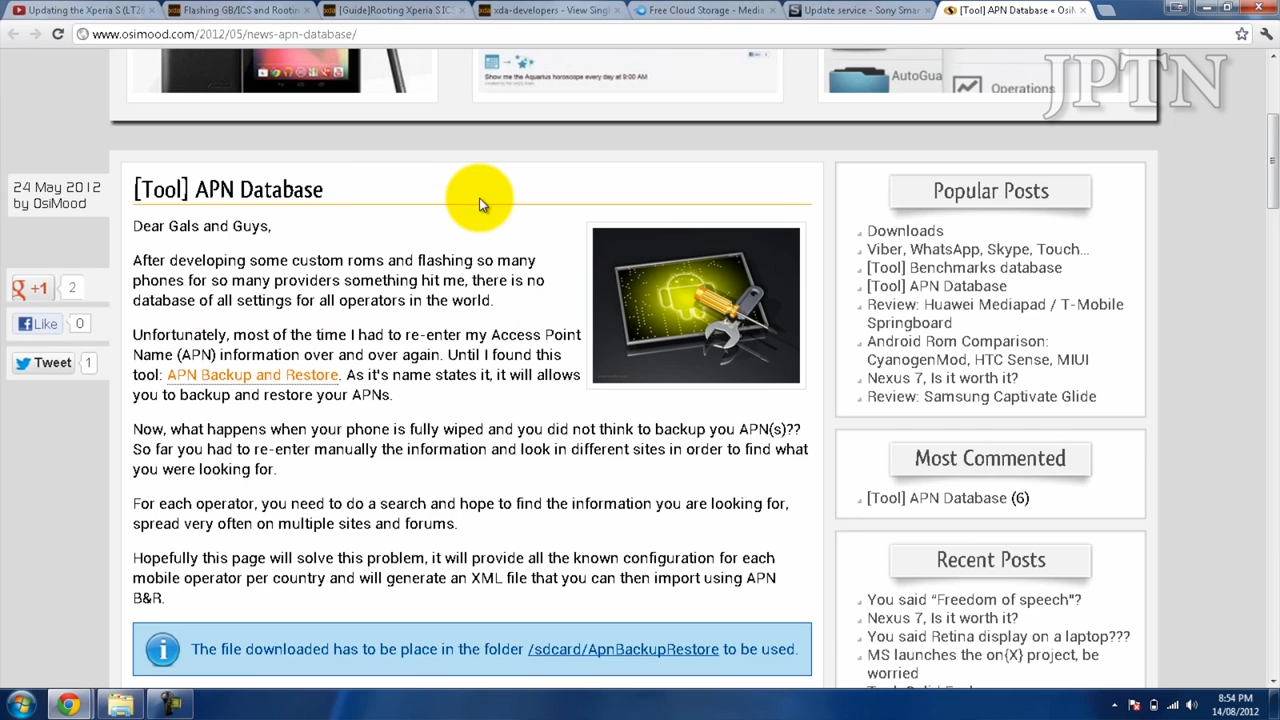 Updating the Xperia S (LT26
Flashing GB/ICS and Rootin
[Guide]Rooting Xperia S ICS
xda-developers - View Singl
Free Cloud Storage - Media
Update service - Sony Smar
[Tool] APN Database « OsiM
www.osimood.com/2012/05/news-apn-database/
Show me the Aquarius horoscope every day at 9:00 AM
AutoGua
Operations
JPTN
24 May 2012
by OsiMood
+1 2
Like 0
Tweet 1
[Tool] APN Database
Dear Gals and Guys,
After developing some custom roms and flashing so many
phones for so many providers something hit me, there is no
database of all settings for all operators in the world.
Unfortunately, most of the time I had to re-enter my Access Point
Name (APN) information over and over again. Until I found this
tool: APN Backup and Restore. As it's name states it, it will allows
you to backup and restore your APNs.
Now, what happens when your phone is fully wiped and you did not think to backup you APN(s)??
So far you had to re-enter manually the information and look in different sites in order to find what
you were looking for.
For each operator, you need to do a search and hope to find the information you are looking for,
spread very often on multiple sites and forums.
Hopefully this page will solve this problem, it will provide all the known configuration for each
mobile operator per country and will generate an XML file that you can then import using APN
B&R.
The file downloaded has to be place in the folder /sdcard/ApnBackupRestore to be used.
Popular Posts
Downloads
Viber, WhatsApp, Skype, Touch...
[Tool] Benchmarks database
[Tool] APN Database
Review: Huawei Mediapad / T-Mobile
Springboard
Android Rom Comparison:
CyanogenMod, HTC Sense, MIUI
Nexus 7, Is it worth it?
Review: Samsung Captivate Glide
Most Commented
[Tool] APN Database (6)
Recent Posts
You said “Freedom of speech”?
Nexus 7, Is it worth it?
You said Retina display on a laptop???
MS launches the on{X} project, be
worried
8:54 PM
14/08/2012